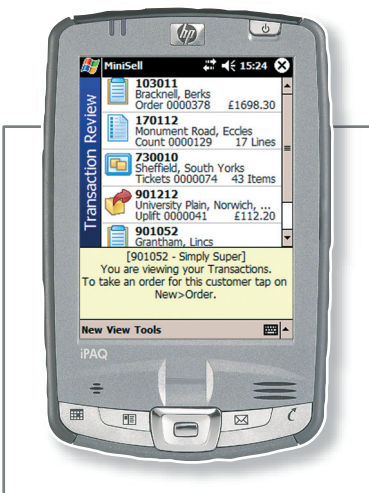 hp
MiniSell 15:24
Transaction Review
103011
Bracknell, Berks
Order 0000378 £1698.30
170112
Monument Road, Eccles
Count 0000129 17 Lines
730010
Sheffield, South Yorks
Tickets 0000074 43 Items
901212
University Plain, Norwich, ...
Uplift 0000041 £112.20
901052
Grantham, Lincs
[901052 - Simply Super]
You are viewing your Transactions.
To take an order for this customer tap on
New>Order.
New View Tools
iPAQ